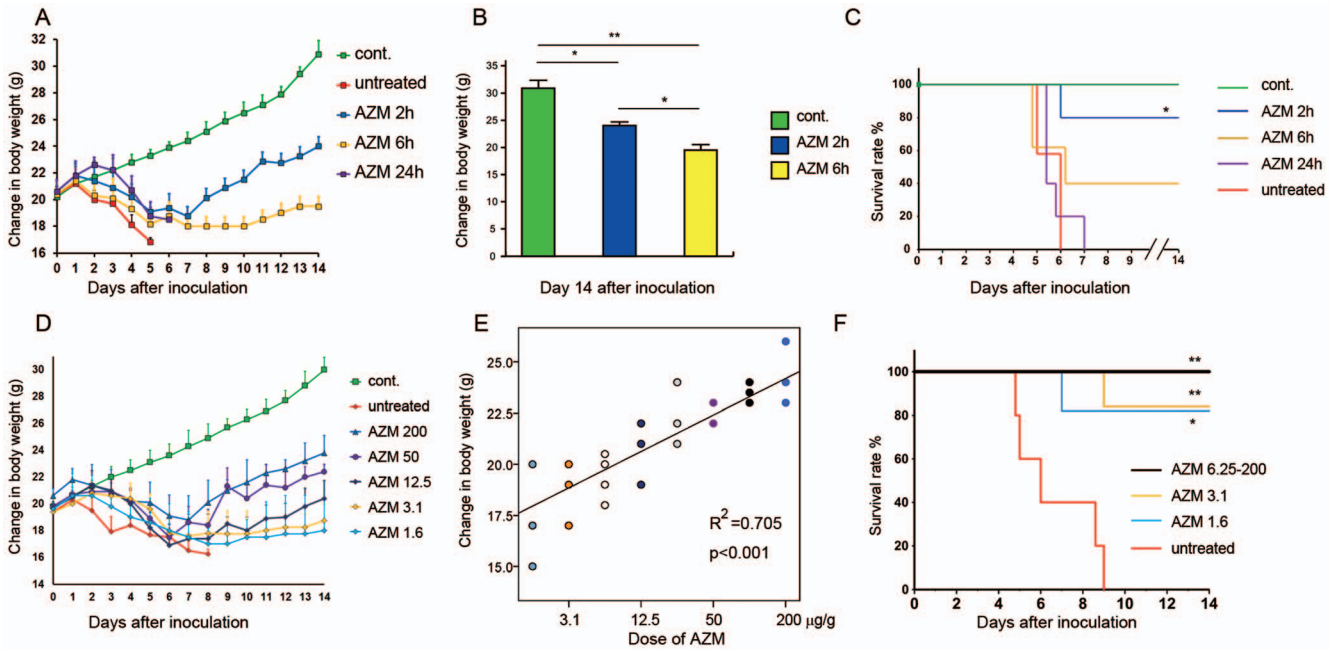 A
Change in body weight (g)
32
30
28
26
24
22
20
18
16
0 1 2 3 4 5 6 7 8 9 10 11 12 13 14
Days after inoculation
cont.
untreated
AZM 2h
AZM 6h
AZM 24h
B
Change in body weight (g)
35
30
25
20
15
10
5
0
**
*
*
Day 14 after inoculation
cont.
AZM 2h
AZM 6h
C
Survival rate %
100
80
60
40
20
0
*
0 1 2 3 4 5 6 7 8 9 14
Days after inoculation
cont.
AZM 2h
AZM 6h
AZM 24h
untreated
D
Change in body weight (g)
32
30
28
26
24
22
20
18
16
14
0 1 2 3 4 5 6 7 8 9 10 11 12 13 14
Days after inoculation
cont.
untreated
AZM 200
AZM 50
AZM 12.5
AZM 3.1
AZM 1.6
E
Change in body weight (g)
25.0
22.5
20.0
17.5
15.0
R²=0.705
p<0.001
3.1 12.5 50 200 μg/g
Dose of AZM
F
Survival rate %
100
80
60
40
20
0
**
**
*
AZM 6.25-200
AZM 3.1
AZM 1.6
untreated
0 2 4 6 8 10 12 14
Days after inoculation